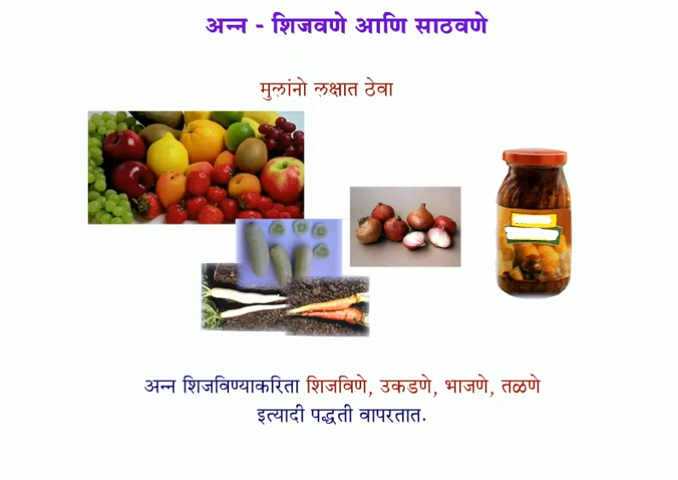 अन्न - शिजवणे आणि साठवणे
मुलांनो लक्षात ठेवा
अन्न शिजविण्याकरिता शिजविणे, उकडणे, भाजणे, तळणे
इत्यादी पद्धती वापरतात.